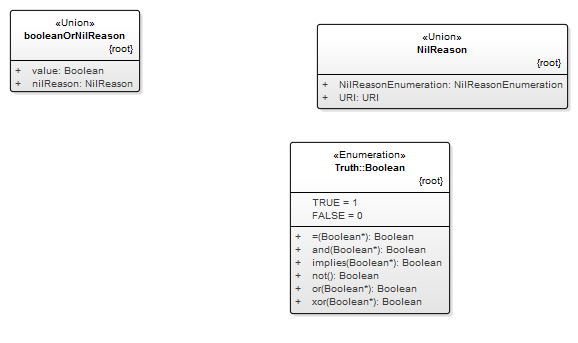 «Union»
booleanOrNilReason
{root}
+ value: Boolean
+ nilReason: NilReason
«Union»
NilReason
{root}
+ NilReasonEnumeration: NilReasonEnumeration
+ URI: URI
«Enumeration»
Truth::Boolean
{root}
TRUE = 1
FALSE = 0
+ =(Boolean*): Boolean
+ and(Boolean*): Boolean
+ implies(Boolean*): Boolean
+ not(): Boolean
+ or(Boolean*): Boolean
+ xor(Boolean*): Boolean